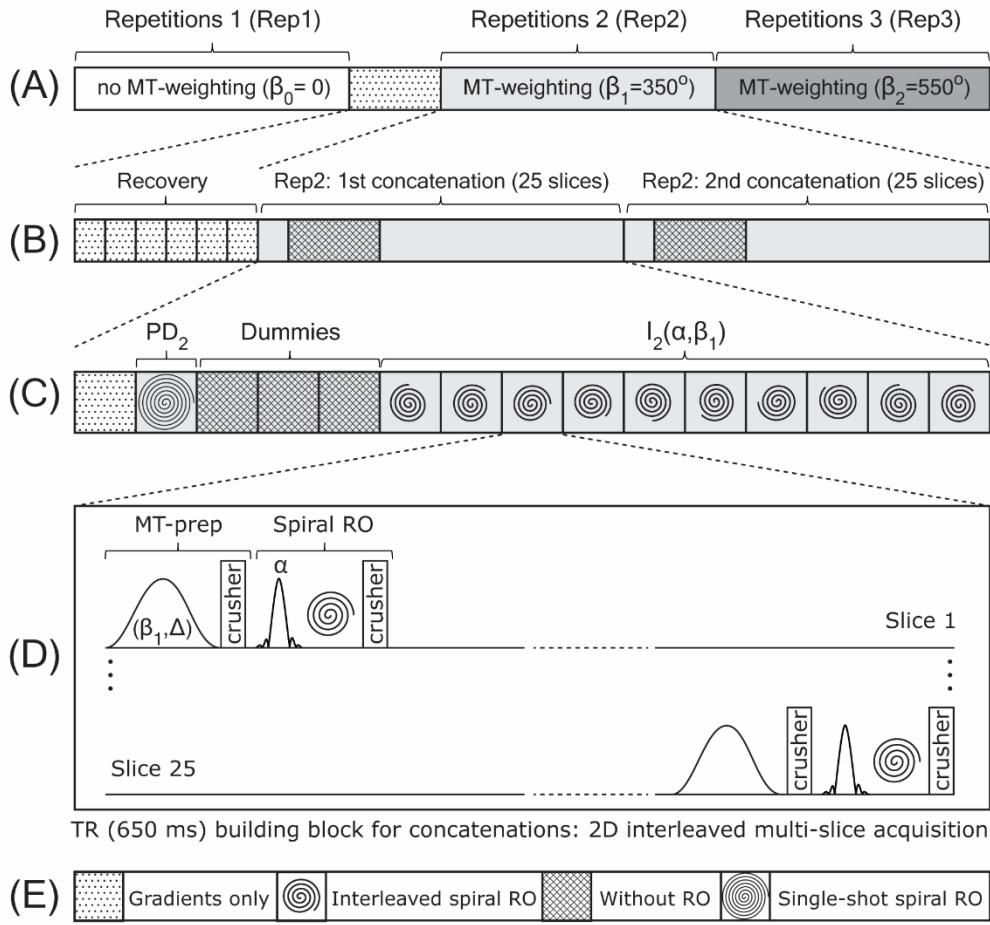 Repetitions 1 (Rep1) Repetitions 2 (Rep2) Repetitions 3 (Rep3)
(A) no MT-weighting (β₀= 0) MT-weighting (β₁=350°) MT-weighting (β₂=550°)
Recovery Rep2: 1st concatenation (25 slices) Rep2: 2nd concatenation (25 slices)
(B)
PD₂ Dummies I₂(α,β₁)
(C)
MT-prep Spiral RO
α
(β₁,Δ) crusher crusher
Slice 1
(D)
Slice 25
crusher crusher
TR (650 ms) building block for concatenations: 2D interleaved multi-slice acquisition
(E) Gradients only Interleaved spiral RO Without RO Single-shot spiral RO